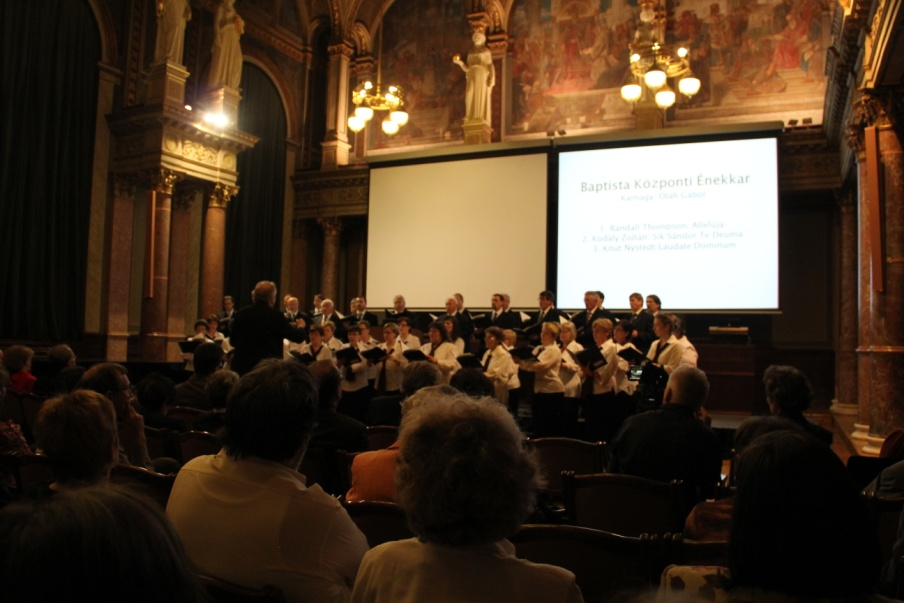 Baptista Központi Énekkar
Karnagy: Oláh Gábor
1. Randall Thompson: Alleluja
2. Kodály Zoltán: Sík Sándor Te Deuma
3. Knut Nystedt Laudate Dominum